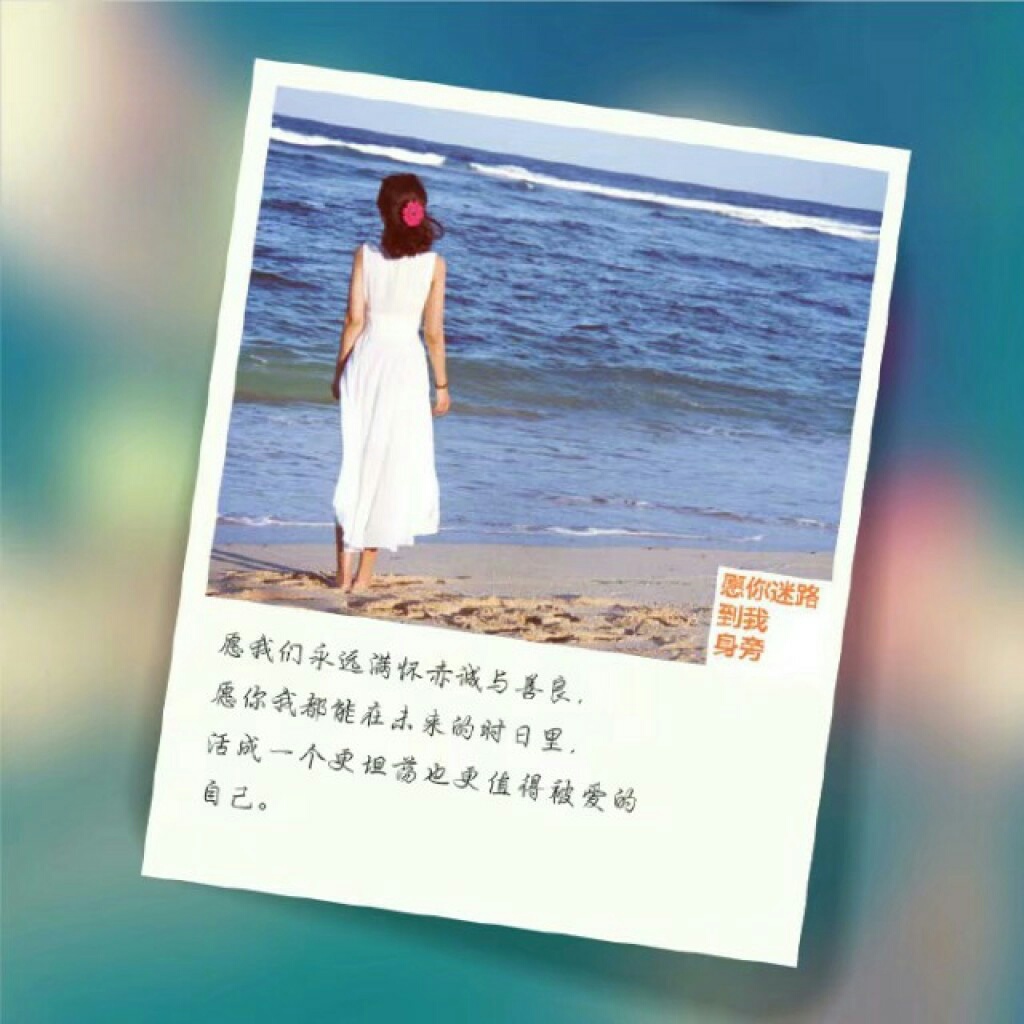 愿你迷路
到我
身旁
愿我们永远满怀赤诚与善良,
愿你我都能在未来的时日里,
活成一个更坦荡也更值得被爱的
自己。